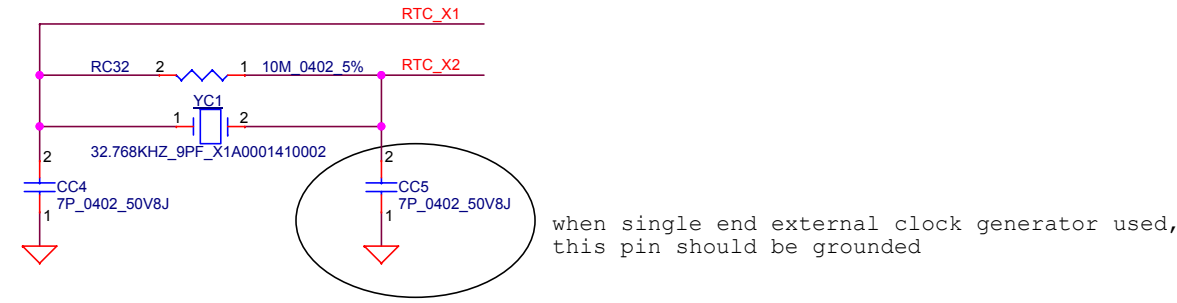 RTC_X1
RC32 2 1 10M_0402_5% RTC_X2
YC1
1 2
32.768KHZ_9PF_X1A0001410002
2 2
CC4 CC5
7P_0402_50V8J 7P_0402_50V8J
1 1
when single end external clock generator used,
this pin should be grounded